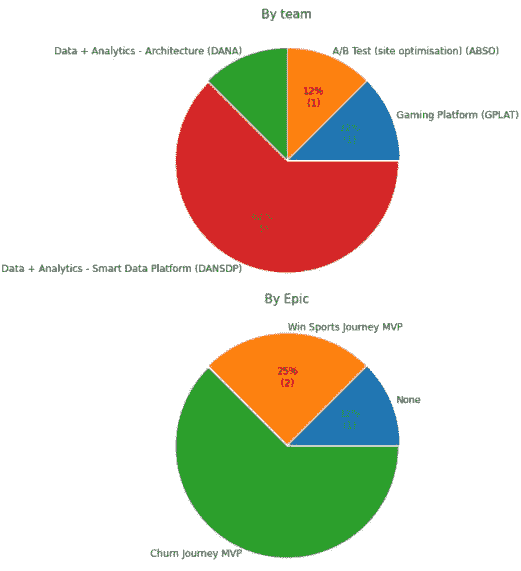 By team
Data + Analytics - Architecture (DANA)
A/B Test (site optimisation) (ABSO)
12%
(1)
Gaming Platform (GPLAT)
Data + Analytics - Smart Data Platform (DANSDP)
By Epic
Win Sports Journey MVP
25%
(2)
None
Churn Journey MVP